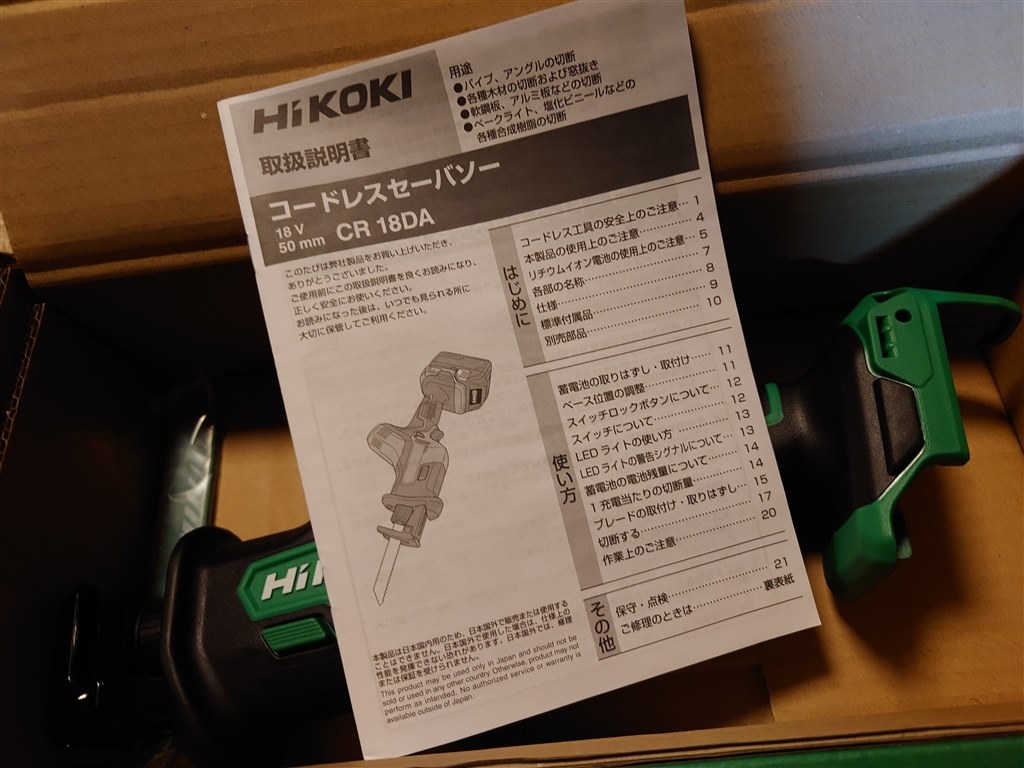 HiKOKI
取扱説明書
用途
●パイプ、アングルの切断
●各種木材の切断および窓抜き
●軟鋼板、アルミ板などの切断
●ベークライト、塩化ビニールなどの
各種合成樹脂の切断
コードレスセーバソー
18 V
50 mm
CR 18DA
このたびは弊社製品をお買い上げいただき、
ありがとうございました。
ご使用前にこの取扱説明書を良くお読みになり、
正しく安全にお使いください。
お読みになった後は、いつでも見られる所に
大切に保管してご利用ください。
はじめに
コードレス工具の安全上のご注意… 1
本製品の使用上のご注意………… 4
リチウムイオン電池の使用上のご注意… 5
各部の名称………………… 7
仕様………………… 8
標準付属品………………… 9
別売部品………………… 10
使い方
蓄電池の取りはずし・取付け…… 11
ベース位置の調整………… 11
スイッチロックボタンについて… 12
スイッチについて………… 12
LEDライトの使い方………… 13
LEDライトの警告シグナルについて… 13
蓄電池の電池残量について…… 14
1充電当たりの切断量………… 14
ブレードの取付け・取りはずし… 15
切断する………………… 17
作業上のご注意………… 20
その他
保守・点検………………… 21
ご修理のときは………… 裏表紙
本製品は日本国内用のため、日本国外で販売または使用する
ことはできません。日本国外で使用した場合は、仕様上の
性能を発揮できない恐れがあります。日本国外では、修理
または保証を受けられません。
This product may be used only in Japan and should not be
sold or used in any other country. Otherwise, product may not
perform as intended. No authorized service or warranty is
available outside of Japan.
Hi